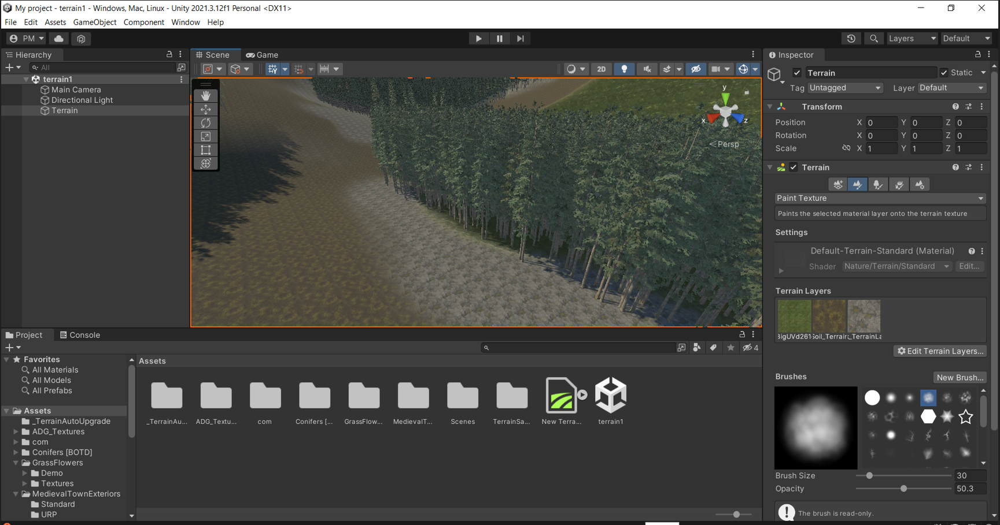 My project - terrain1 - Windows, Mac, Linux - Unity 2021.3.12f1 Personal <DX11>
File Edit Assets GameObject Component Window Help
PM
Layers
Default
Hierarchy
All
terrain1
Main Camera
Directional Light
Terrain
Scene
Game
2D
y
x
z
Persp
Inspector
Terrain
Static
Tag Untagged
Layer Default
Transform
Position X 0 Y 0 Z 0
Rotation X 0 Y 0 Z 0
Scale X 1 Y 1 Z 1
Terrain
Paint Texture
Paints the selected material layer onto the terrain texture
Settings
Default-Terrain-Standard (Material)
Shader Nature/Terrain/Standard Edit...
Terrain Layers
Edit Terrain Layers...
Brushes
New Brush...
Brush Size 30
Opacity 50.3
The brush is read-only.
Project
Console
4
Favorites
All Materials
All Models
All Prefabs
Assets
_TerrainAutoUpgrade
ADG_Textures
com
Conifers [BOTD]
GrassFlowers
Demo
Textures
MedievalTownExteriors
Standard
URP
Assets
_TerrainAu...
ADG_Textu...
com
Conifers [...
GrassFlow...
MedievalT...
Scenes
TerrainSa...
New Terra...
terrain1